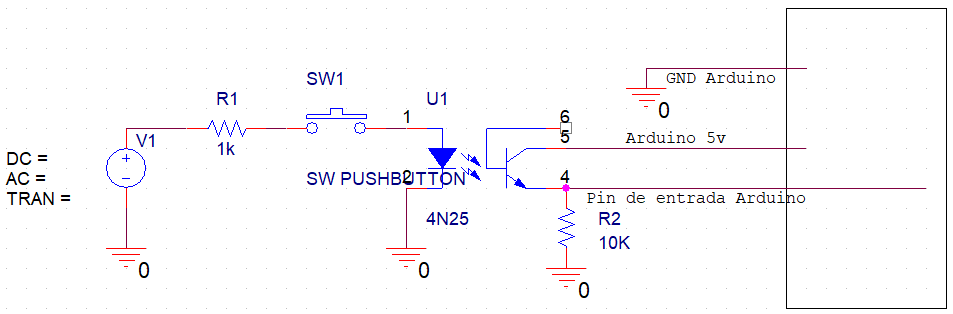 SW1
GND Arduino
0
R1
U1
1
6
V1
1k
5
Arduino 5v
DC =
AC =
TRAN =
SW PUSHBUTTON
2
4
Pin de entrada Arduino
4N25
R2
10K
0
0
0